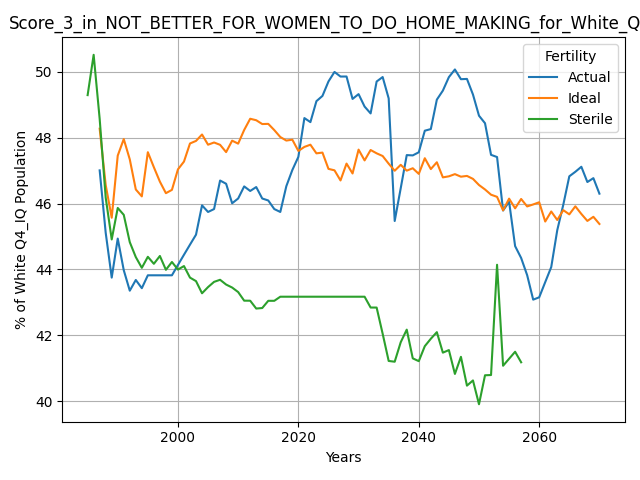 Score_3_in_NOT_BETTER_FOR_WOMEN_TO_DO_HOME_MAKING_for_White_Q
Fertility
Actual
Ideal
Sterile
% of White Q4_IQ Population
50
48
46
44
42
40
2000
2020
2040
2060
Years